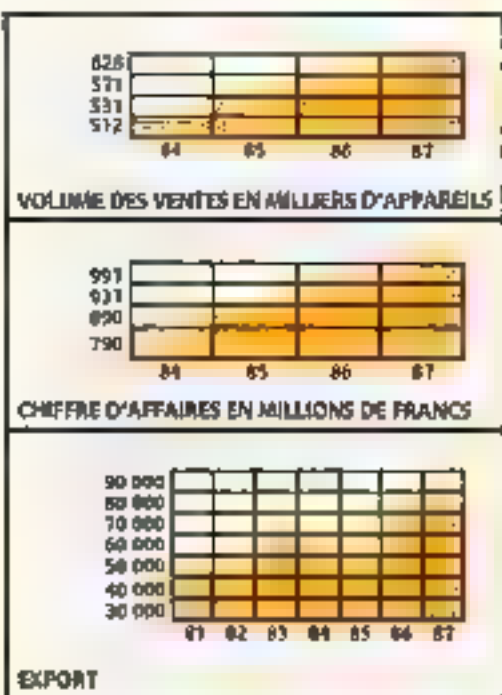 628
571
531
512
84 85 86 87
VOLUME DES VENTES EN MILLIERS D'APPAREILS
991
931
890
790
84 85 86 87
CHIFFRE D'AFFAIRES EN MILLIONS DE FRANCS
90 000
80 000
70 000
60 000
50 000
40 000
30 000
81 82 83 84 85 86 87
EXPORT